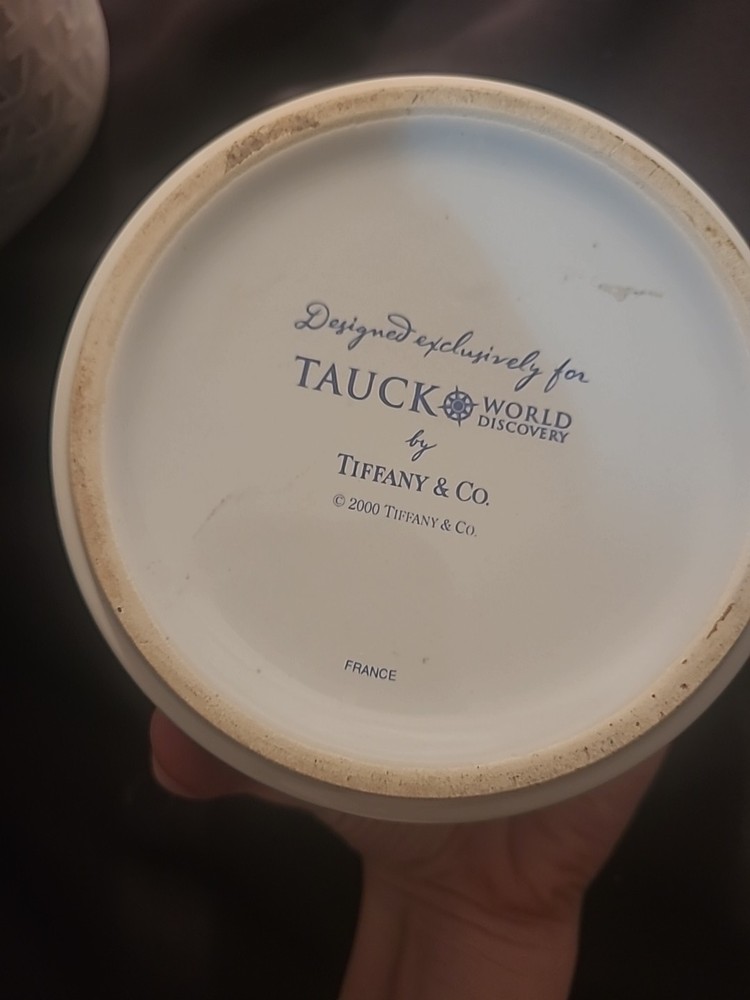 Designed exclusively for
TAUCK WORLD
DISCOVERY
by
TIFFANY & CO.
© 2000 TIFFANY & CO.
FRANCE